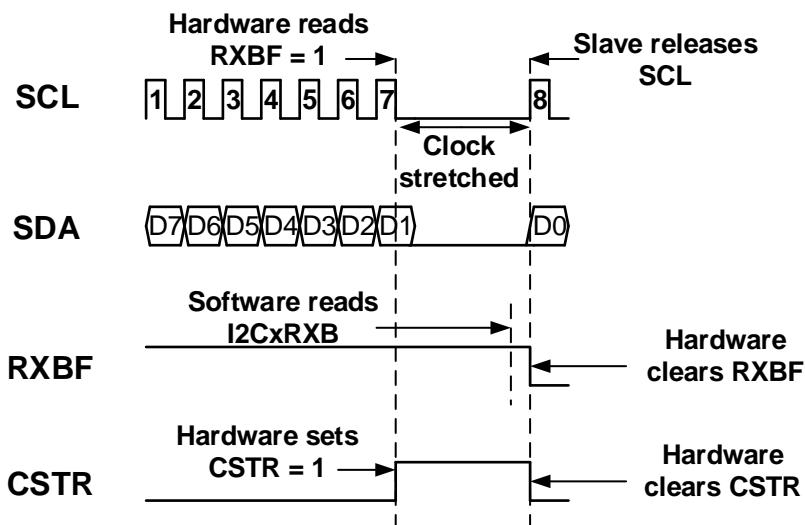 Hardware reads
RXBF = 1
Slave releases
SCL
SCL
1 2 3 4 5 6 7 8
Clock
stretched
SDA
D7 D6 D5 D4 D3 D2 D1 D0
Software reads
I2CxRXB
RXBF
Hardware
clears RXBF
Hardware sets
CSTR = 1
CSTR
Hardware
clears CSTR